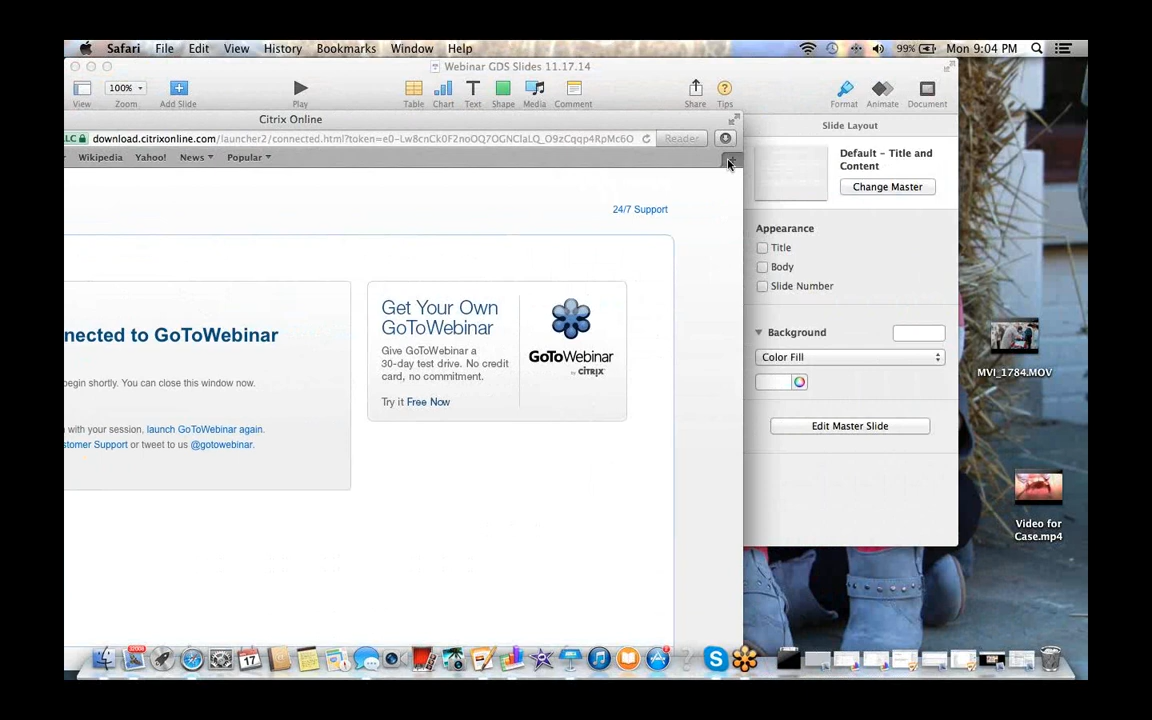 Safari File Edit View History Bookmarks Window Help 99% Mon 9:04 PM
Webinar GDS Slides 11.17.14
100%
View Zoom Add Slide Play Table Chart Text Shape Media Comment Share Tips Format Animate Document
Citrix Online
LC download.citrixonline.com/launcher2/connected.html?token=e0-Lw8cnCk0F2noOQ7OGNClaLQ_O9zCqqp4RpMc6O Reader
Wikipedia Yahoo! News Popular
24/7 Support
nected to GoToWebinar
begin shortly. You can close this window now.
with your session, launch GoToWebinar again.
stomer Support or tweet to us @gotowebinar.
Get Your Own
GoToWebinar
Give GoToWebinar a
30-day test drive. No credit
card, no commitment.
Try it Free Now
GoToWebinar
by CITRIX
Slide Layout
Default - Title and
Content
Change Master
Appearance
Title
Body
Slide Number
Background
Color Fill
Edit Master Slide
MVI_1784.MOV
Video for
Case.mp4
17